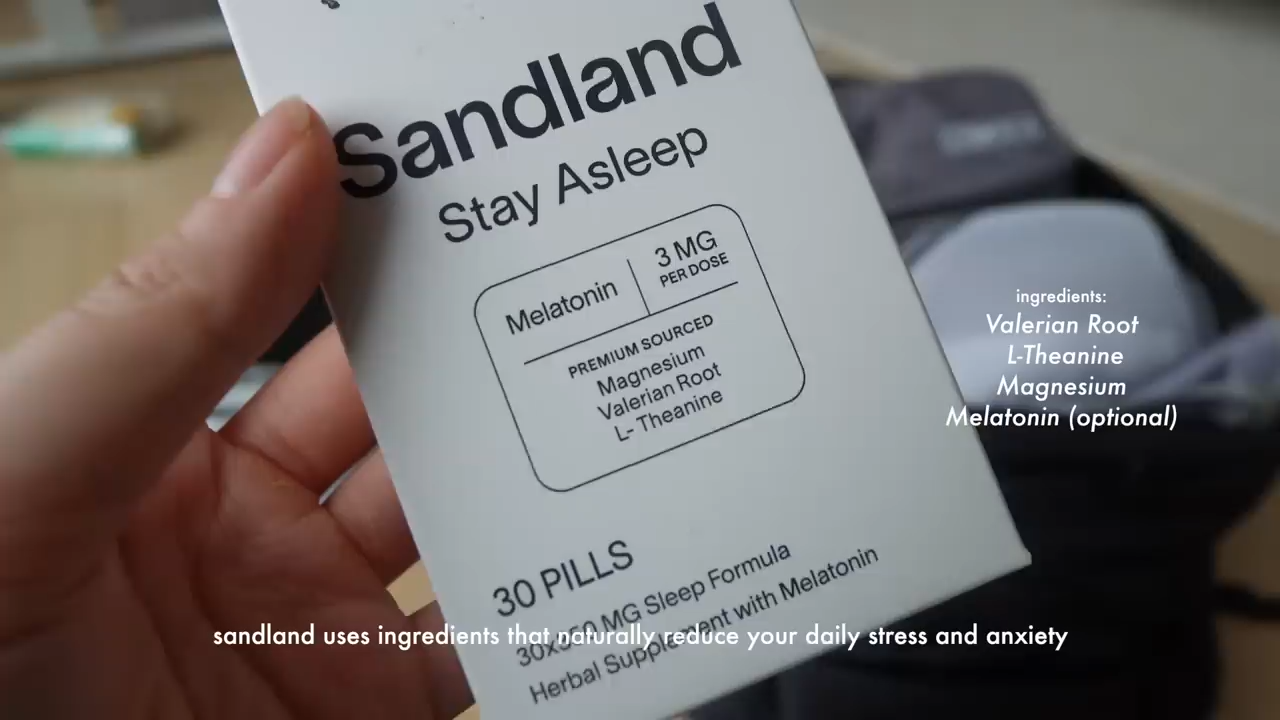 Sandland
Stay Asleep
Melatonin
3 MG
PER DOSE
PREMIUM SOURCED
Magnesium
Valerian Root
L- Theanine
30 PILLS
30x350 MG Sleep Formula
Herbal Supplement with Melatonin
ingredients:
Valerian Root
L-Theanine
Magnesium
Melatonin (optional)
sandland uses ingredients that naturally reduce your daily stress and anxiety